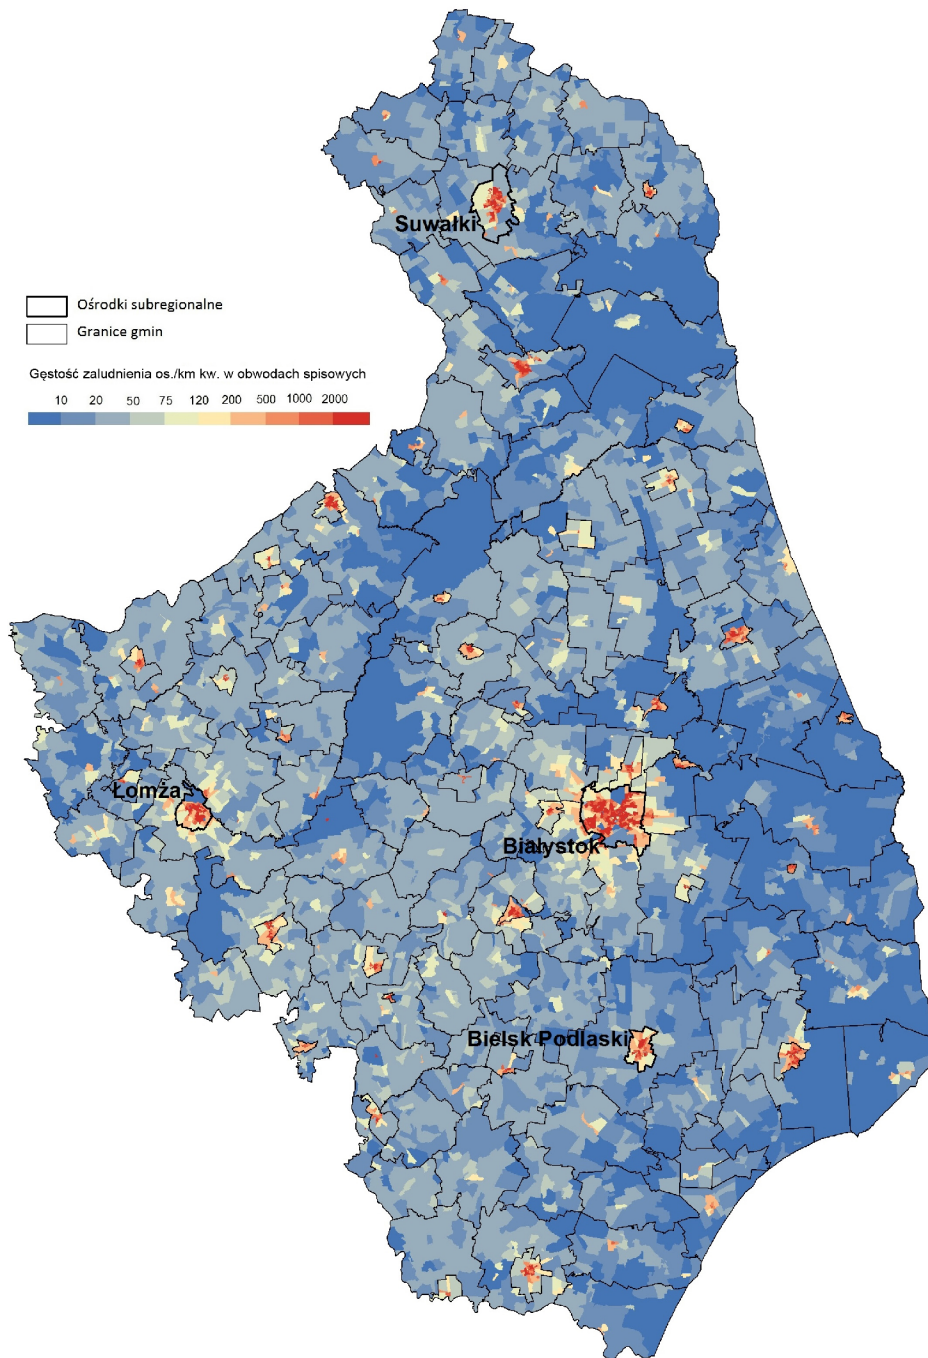 Suwałki
Ośrodki subregionalne
Granice gmin
Gęstość zaludnienia os./km kw. w obwodach spisowych
10 20 50 75 120 200 500 1000 2000
Łomża
Białystok
Bielsk Podlaski